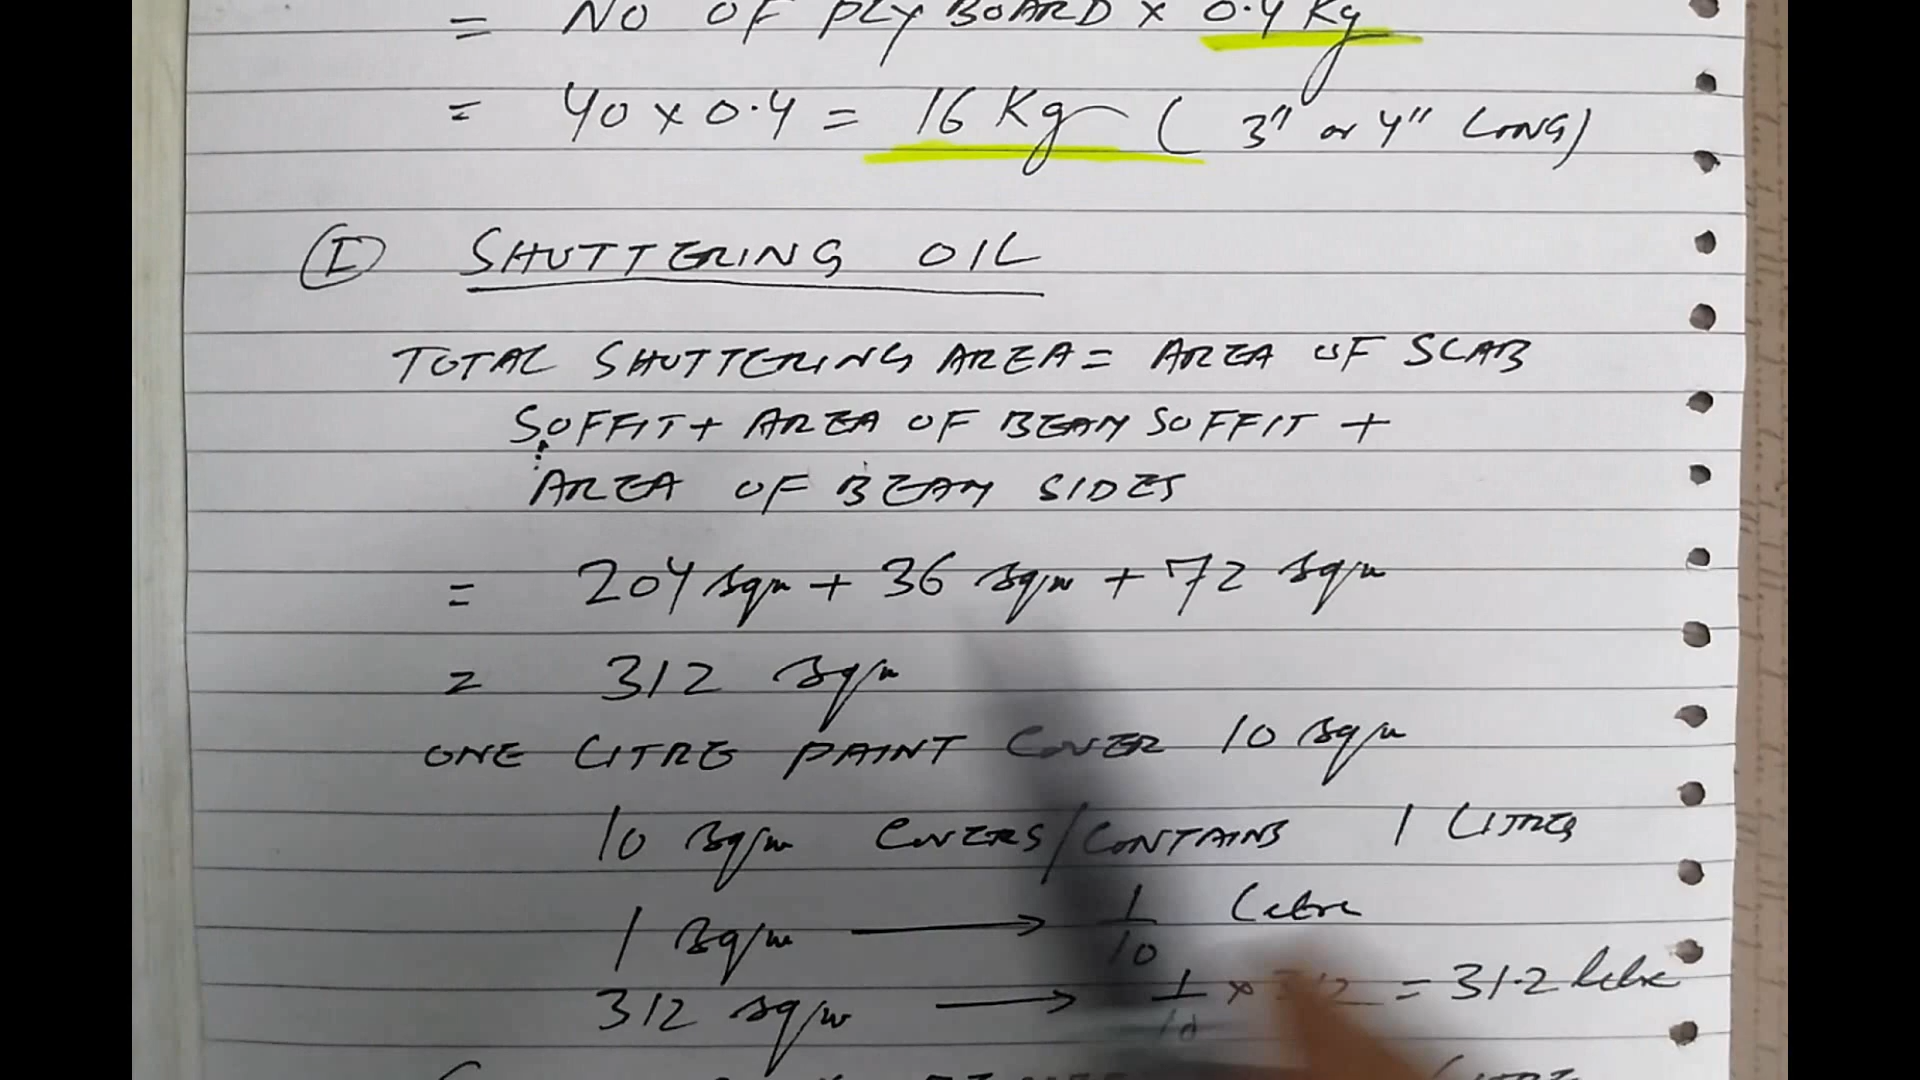 = NO OF PLY BOARD x 0.4 Kg
= 40 x 0.4 = 16 Kg ( 3" or 4" LONG)
(I) SHUTTERING OIL
TOTAL SHUTTERING AREA = AREA OF SLAB
SOFFIT + AREA OF BEAM SOFFIT +
AREA OF BEAM SIDES
= 204 sqm + 36 sqm + 72 sqm
= 312 sqm
ONE LITRE PAINT COVER 10 sqm
10 sqm COVERS/CONTAINS 1 LITRES
1 sqm → 1/10 Litre
312 sqm → 1/10 x 312 = 31.2 litre
LITRE